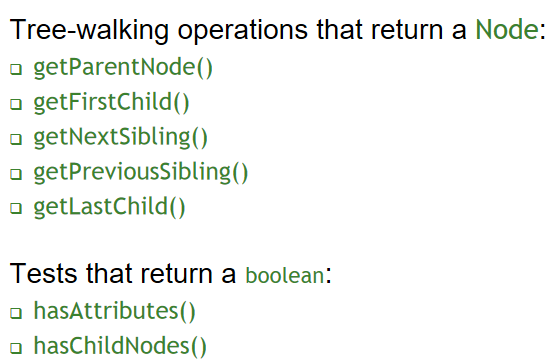 Tree-walking operations that return a Node:
getParentNode()
getFirstChild()
getNextSibling()
getPreviousSibling()
getLastChild()
Tests that return a boolean:
hasAttributes()
hasChildNodes()